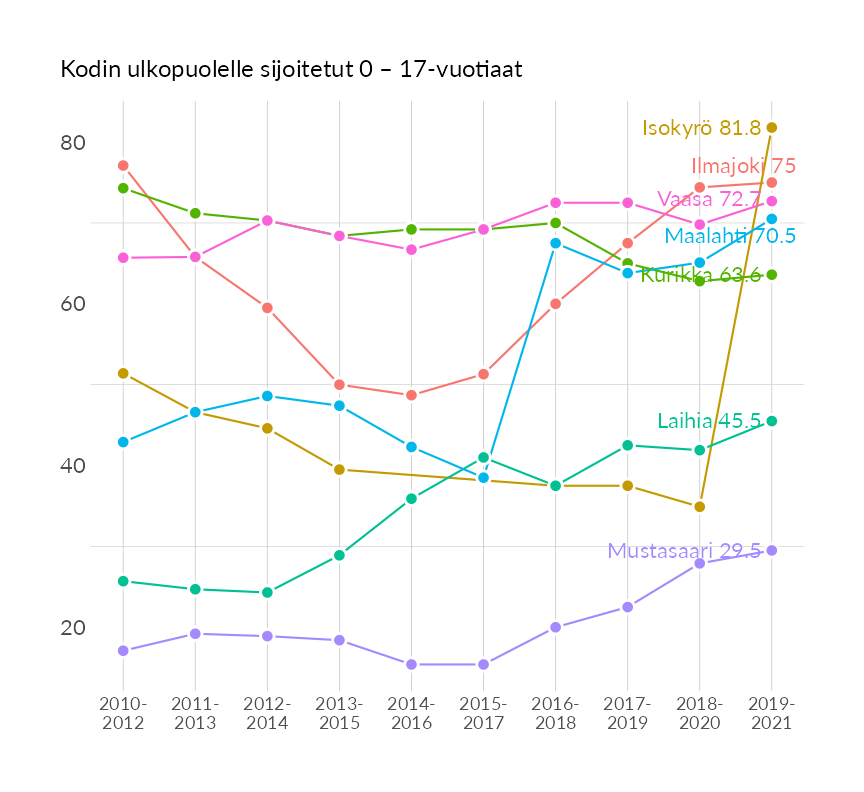 Kodin ulkopuolelle sijoitetut 0 – 17-vuotiaat
80
60
40
20
Isokyrö 81.8
Ilmajoki 75
Vaasa 72.7
Maalahti 70.5
Kurikka 63.6
Laihia 45.5
Mustasaari 29.5
2010- 2011- 2012- 2013- 2014- 2015- 2016- 2017- 2018- 2019-
2012 2013 2014 2015 2016 2017 2018 2019 2020 2021